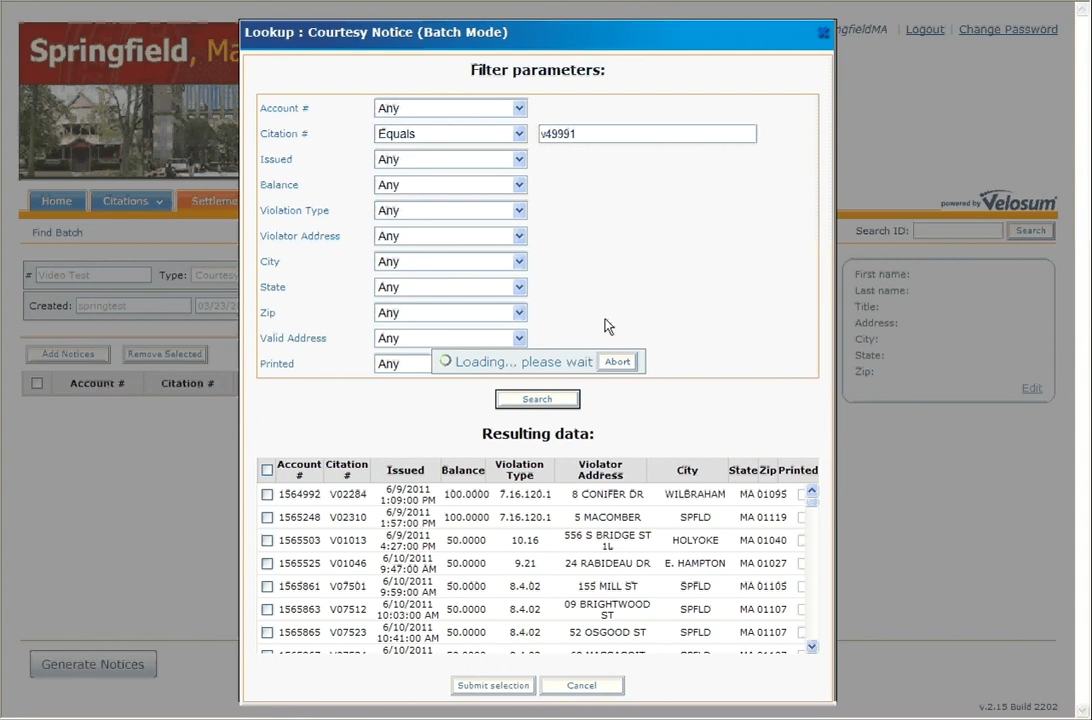 Lookup : Courtesy Notice (Batch Mode)
Springfield, Ma
ngfieldMA Logout Change Password
Filter parameters:
Account # Any
Citation # Equals v49991
Issued Any
Balance Any
Violation Type Any
Violator Address Any
City Any
State Any
Zip Any
Valid Address Any
Printed Any
Loading... please wait Abort
Search
Home Citations Settleme
powered by Velosum
Find Batch
Search ID: Search
# Video Test Type: Courtesy
Created: springtest 03/23/2
Add Notices Remove Selected
Account # Citation #
First name:
Last name:
Title:
Address:
City:
State:
Zip:
Edit
Resulting data:
Account # Citation # Issued Balance Violation Type Violator Address City State Zip Printed
1564992 V02284 6/9/2011 1:09:00 PM 100.0000 7.16.120.1 8 CONIFER DR WILBRAHAM MA 01095
1565248 V02310 6/9/2011 1:57:00 PM 100.0000 7.16.120.1 5 MACOMBER SPFLD MA 01119
1565503 V01013 6/9/2011 4:27:00 PM 50.0000 10.16 556 S BRIDGE ST 1L HOLYOKE MA 01040
1565525 V01046 6/10/2011 9:47:00 AM 50.0000 9.21 24 RABIDEAU DR E. HAMPTON MA 01027
1565861 V07501 6/10/2011 9:59:00 AM 50.0000 8.4.02 155 MILL ST SPFLD MA 01105
1565863 V07512 6/10/2011 10:03:00 AM 50.0000 8.4.02 09 BRIGHTWOOD ST SPFLD MA 01107
1565865 V07523 6/10/2011 10:41:00 AM 50.0000 8.4.02 52 OSGOOD ST SPFLD MA 01107
Submit selection Cancel
Generate Notices
v.2.15 Build 2202